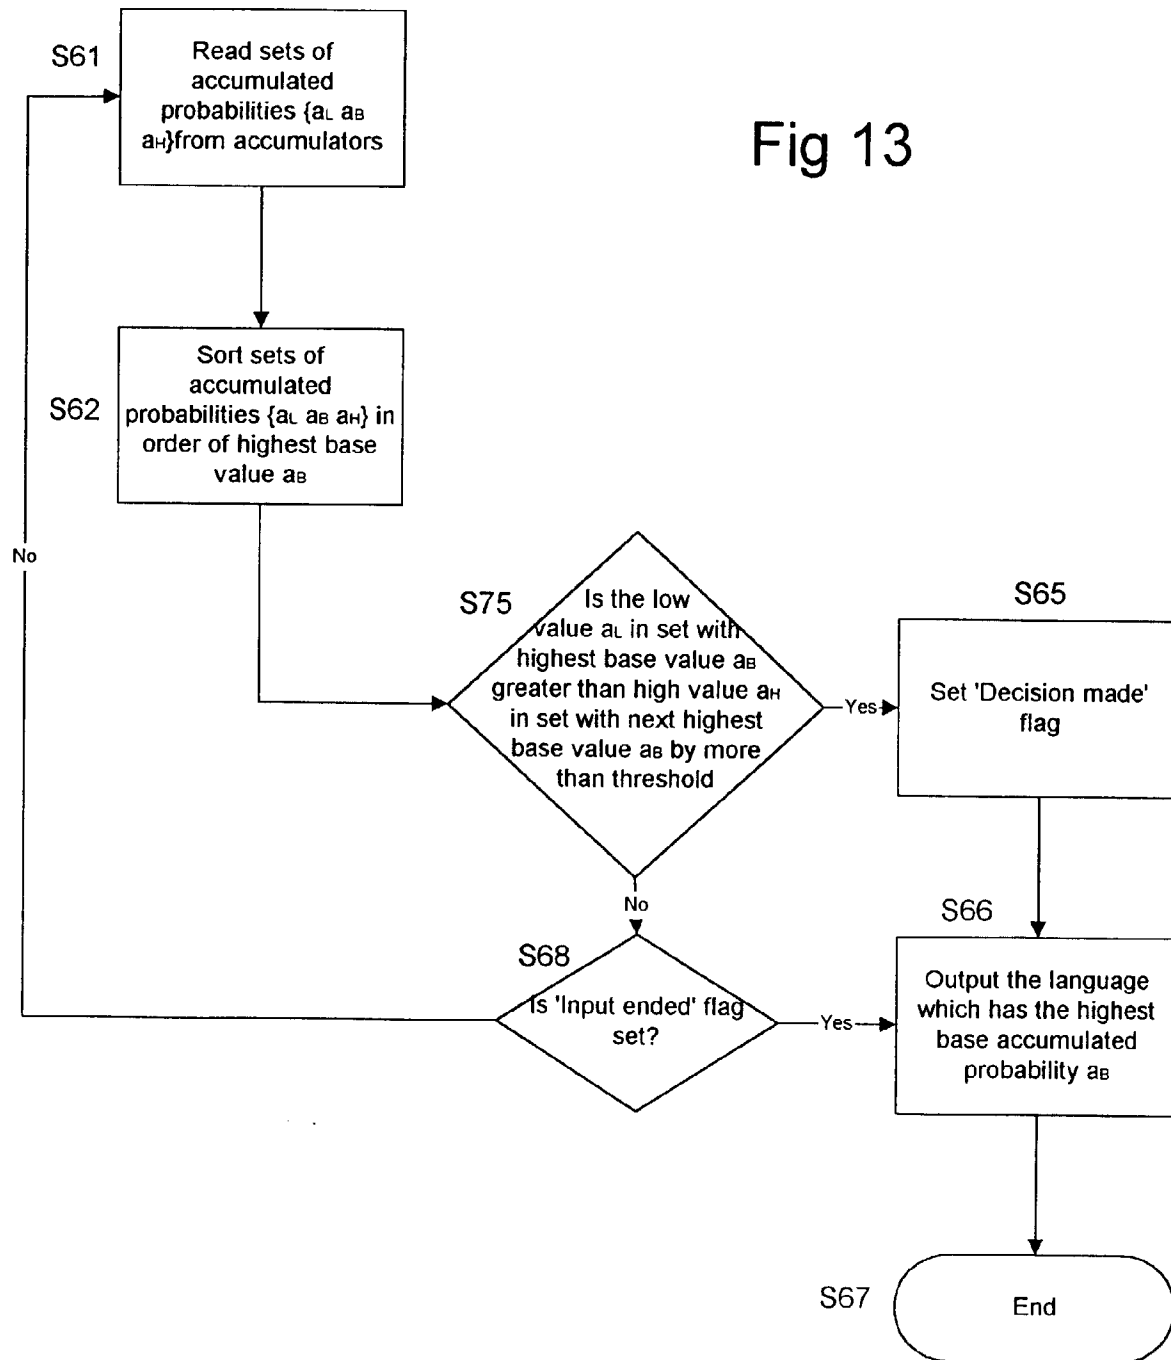 S61
Read sets of
accumulated
probabilities {aL aB
aH}from accumulators
Fig 13
S62
Sort sets of
accumulated
probabilities {aL aB aH} in
order of highest base
value aB
No
S75
Is the low
value aL in set with
highest base value aB
greater than high value aH
in set with next highest
base value aB by more
than threshold
Yes
S65
Set 'Decision made'
flag
No
S68
Is 'Input ended' flag
set?
Yes
S66
Output the language
which has the highest
base accumulated
probability aB
S67
End